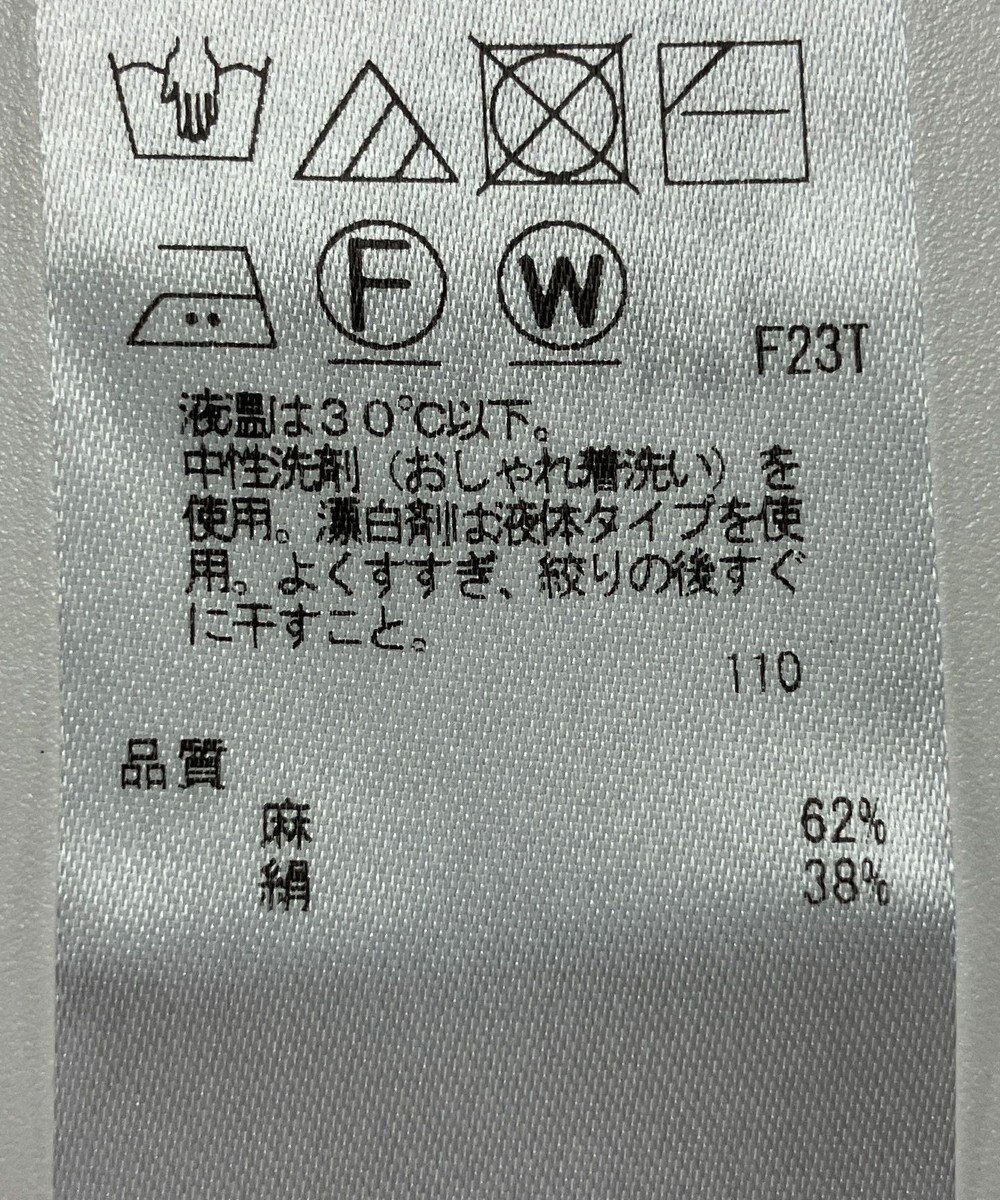 F
W
F23T
液温は30℃以下。
中性洗剤（おしゃれ着洗い）を
使用。漂白剤は液体タイプを使
用。よくすすぎ、絞りの後すぐ
に干すこと。
110
品質
麻 62%
絹 38%